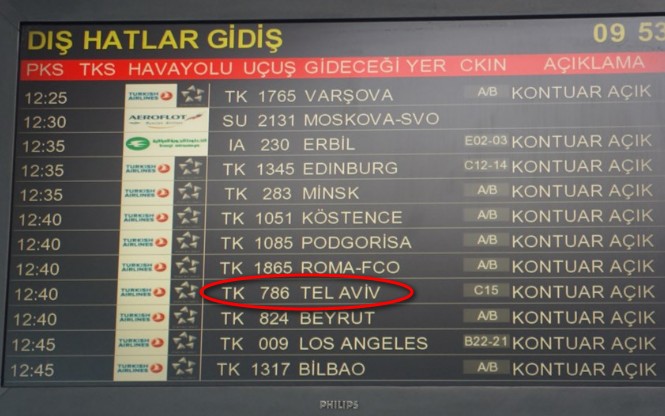 DIŞ HATLAR GİDİŞ 09 53
PKS TKS HAVAYOLU UÇUŞ GİDECEĞİ YER CKIN AÇIKLAMA
12:25 TURKISH AIRLINES TK 1765 VARŞOVA A/B KONTUAR AÇIK
12:30 AEROFLOT SU 2131 MOSKOVA-SVO
12:35 IA 230 ERBİL E02-03 KONTUAR AÇIK
12:35 TURKISH AIRLINES TK 1345 EDINBURG C12-14 KONTUAR AÇIK
12:35 TURKISH AIRLINES TK 283 MİNSK A/B KONTUAR AÇIK
12:40 TURKISH AIRLINES TK 1051 KÖSTENCE A/B KONTUAR AÇIK
12:40 TURKISH AIRLINES TK 1085 PODGORİSA A/B KONTUAR AÇIK
12:40 TURKISH AIRLINES TK 1865 ROMA-FCO A/B KONTUAR AÇIK
12:40 TURKISH AIRLINES TK 786 TEL AVİV C15 KONTUAR AÇIK
12:40 TURKISH AIRLINES TK 824 BEYRUT A/B KONTUAR AÇIK
12:45 TURKISH AIRLINES TK 009 LOS ANGELES B22-21 KONTUAR AÇIK
12:45 TURKISH AIRLINES TK 1317 BİLBAO A/B KONTUAR AÇIK
PHILIPS